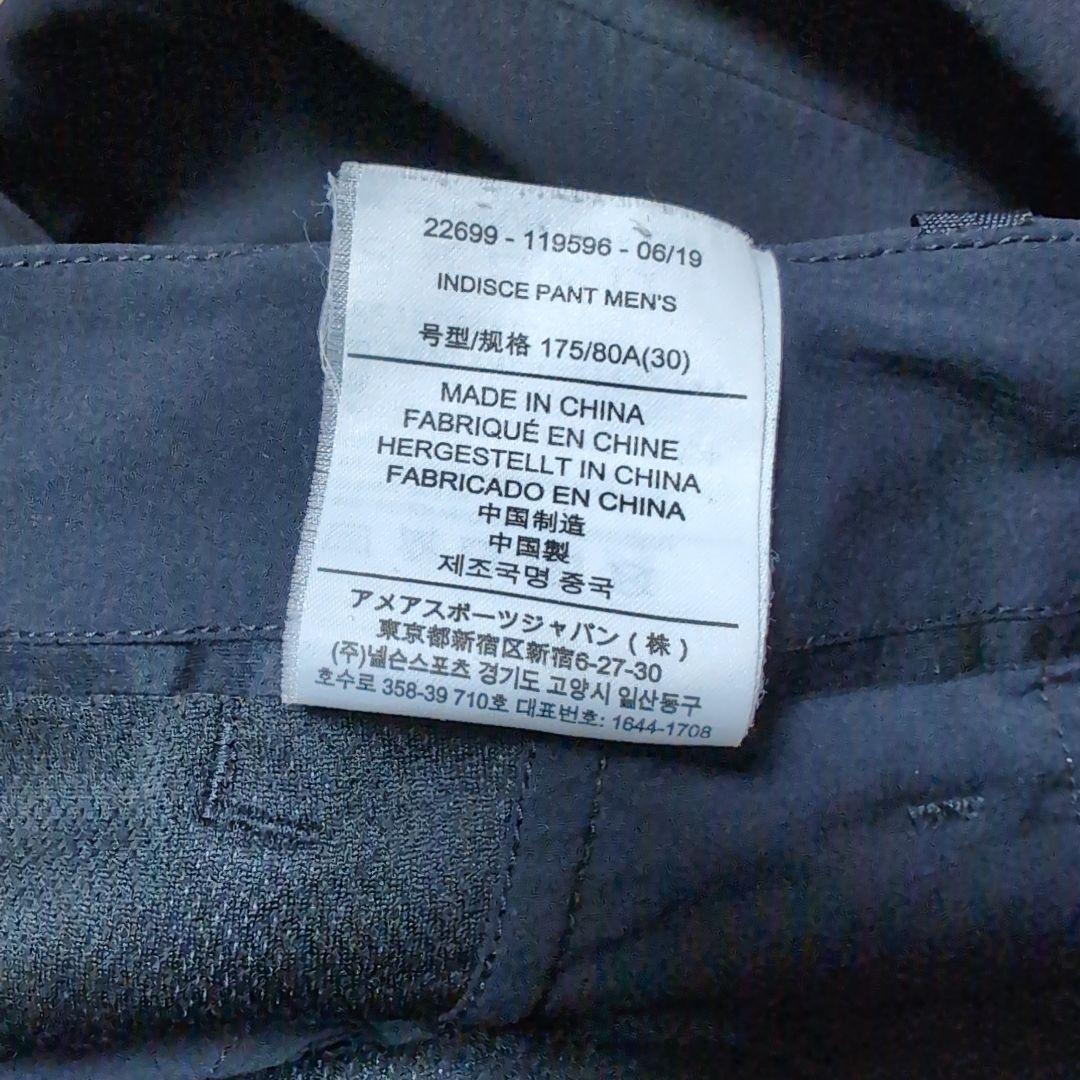 22699 - 119596 - 06/19
INDISCE PANT MEN'S
号型/规格 175/80A(30)
MADE IN CHINA
FABRIQUÉ EN CHINE
HERGESTELLT IN CHINA
FABRICADO EN CHINA
中国制造
中国製
제조국명 중국
アメアスポーツジャパン ( 株 )
東京都新宿区新宿6-27-30
(주)넬슨스포츠 경기도 고양시 일산동구
호수로 358-39 710호 대표번호: 1644-1708